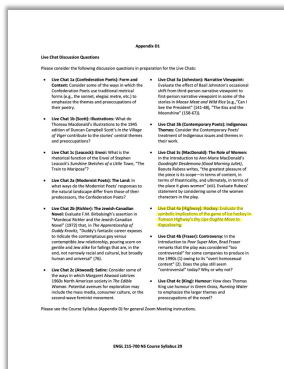 Appendix D1
Live Chat Discussion Questions
Please consider the following discussion questions in preparation for the Live Chats:
• Live Chat 1a (Confederation Poets): Form and
Content: Consider some of the ways in which the
Confederation Poets use traditional metrical
forms (e.g., the sonnet, elegiac metre, etc.) to
emphasize the themes and preoccupations of
their poetry.
• Live Chat 1b (Scott): Illustrations: What do
Thoreau Macdonald's illustrations to the 1945
edition of Duncan Campbell Scott's In the Village
of Viger contribute to the stories' central themes
and preoccupations?
• Live Chat 1c (Leacock): Envoi: What is the
rhetorical function of the Envoi of Stephen
Leacock's Sunshine Sketches of a Little Town, "The
Train to Mariposa"?
• Live Chat 2a (Modernist Poets): The Land: In
what ways do the Modernist Poets' responses to
the natural landscape differ from those of their
predecessors, the Confederation Poets?
• Live Chat 2b (Richler): The Jewish-Canadian
Novel: Evaluate F.M. Birbalsingh's assertion in
"Mordecai Richler and the Jewish-Canadian
Novel" (1972) that, in The Apprenticeship of
Duddy Kravitz, "Duddy's fantastic career exposes
to ridicule the contemptuous gay versus
contemptible Jew relationship, pouring scorn on
gentile and Jew alike for failings that are, in the
end, not narrowly racial and cultural, but broadly
human and universal" (76).
• Live Chat 2c (Atwood): Satire: Consider some of
the ways in which Margaret Atwood satirizes
1960s North American society in The Edible
Woman. Potential avenues for exploration may
include the mass media, consumer culture, or the
second-wave feminist movement.
• Live Chat 3a (Johnston): Narrative Viewpoint:
Evaluate the effect of Basil Johnston's occasional
shift from third-person narrative viewpoint to
first-person narrative viewpoint in some of the
stories in Moose Meat and Wild Rice (e.g., "Can I
See the President" [141-48], "The Kiss and the
Moonshine" [158-67]).
• Live Chat 3b (Contemporary Poets): Indigenous
Themes: Consider the Contemporary Poets'
treatment of Indigenous issues and themes in
their work.
• Live Chat 3c (MacDonald): The Role of Women:
In the Introduction to Ann-Marie MacDonald's
Goodnight Desdemona (Good Morning Juliet),
Banuta Rubess writes, "the greatest pleasure of
the piece is its scope—in terms of content, in
terms of theatricality, and ultimately, in terms of
the place it gives women" (xiii). Evaluate Rubess'
statement by considering some of the women
characters in the play.
• Live Chat 4a (Highway): Hockey: Evaluate the
symbolic implications of the game of ice hockey in
Tomson Highway's Dry Lips Oughta Move to
Kapuskasing.
• Live Chat 4b (Fraser): Controversy: In the
Introduction to Poor Super Man, Brad Fraser
remarks that the play was considered "too
controversial" for some companies to produce in
the 1990s (i) owing to its "overt homosexual
content" (2). Does the play still seem
"controversial" today? Why or why not?
• Live Chat 4c (King): Humour: How does Thomas
King use humour in Green Grass, Running Water
to emphasize the larger themes and
preoccupations of the novel?
Please see the Course Syllabus (Appendix D) for general Zoom Meeting instructions.
ENGL 215-700 NS Course Syllabus 29